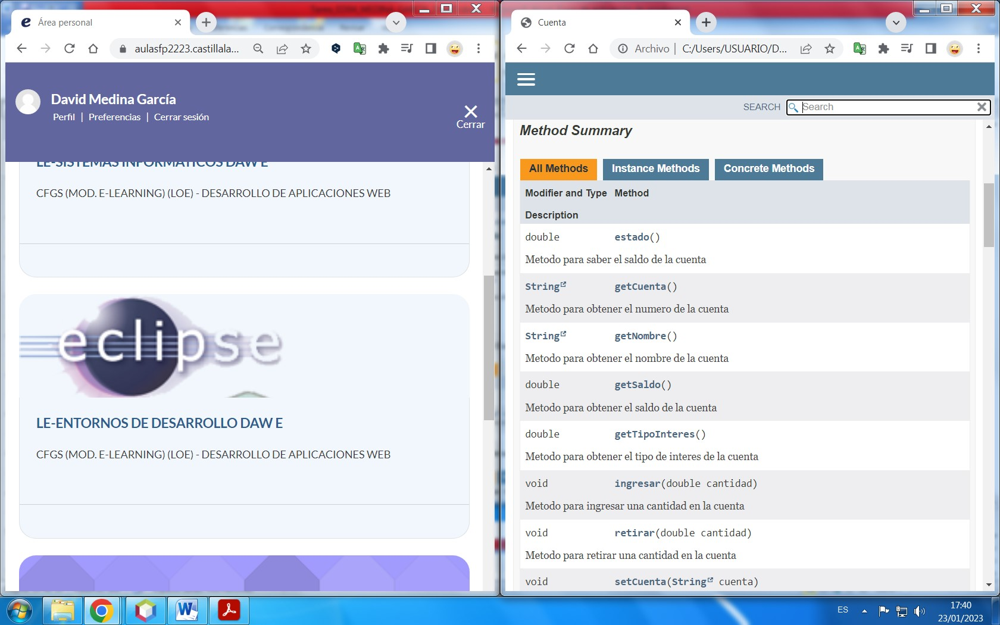 Área personal
aulasfp2223.castillala...
David Medina García
Perfil | Preferencias | Cerrar sesión
Cerrar
LE-SISTEMAS INFORMÁTICOS DAW E
CFGS (MOD. E-LEARNING) (LOE) - DESARROLLO DE APLICACIONES WEB
eclipse
LE-ENTORNOS DE DESARROLLO DAW E
CFGS (MOD. E-LEARNING) (LOE) - DESARROLLO DE APLICACIONES WEB
Cuenta
Archivo | C:/Users/USUARIO/D...
SEARCH Search
Method Summary
All Methods Instance Methods Concrete Methods
Modifier and Type Method
Description
double estado()
Metodo para saber el saldo de la cuenta
String getCuenta()
Metodo para obtener el numero de la cuenta
String getNombre()
Metodo para obtener el nombre de la cuenta
double getSaldo()
Metodo para obtener el saldo de la cuenta
double getTipoInteres()
Metodo para obtener el tipo de interes de la cuenta
void ingresar(double cantidad)
Metodo para ingresar una cantidad en la cuenta
void retirar(double cantidad)
Metodo para retirar una cantidad en la cuenta
void setCuenta(String cuenta)
ES
17:40
23/01/2023